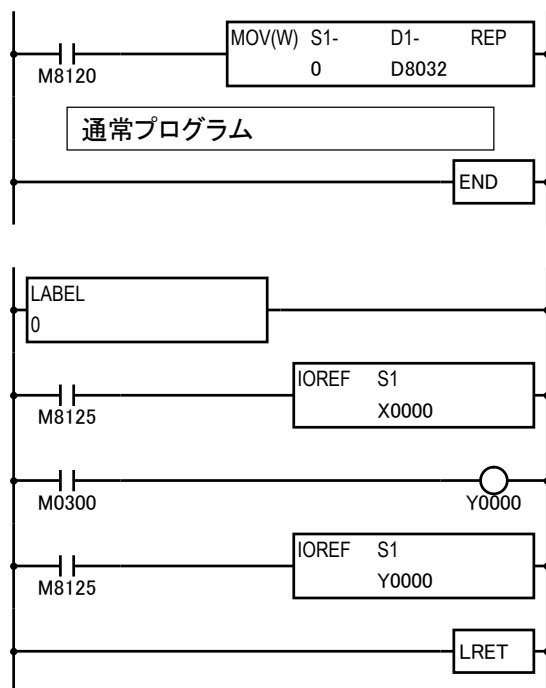 MOV(W) S1- D1- REP
0 D8032
M8120
通常プログラム
END
LABEL
0
IOREF S1
X0000
M8125
M0300
Y0000
IOREF S1
Y0000
M8125
LRET